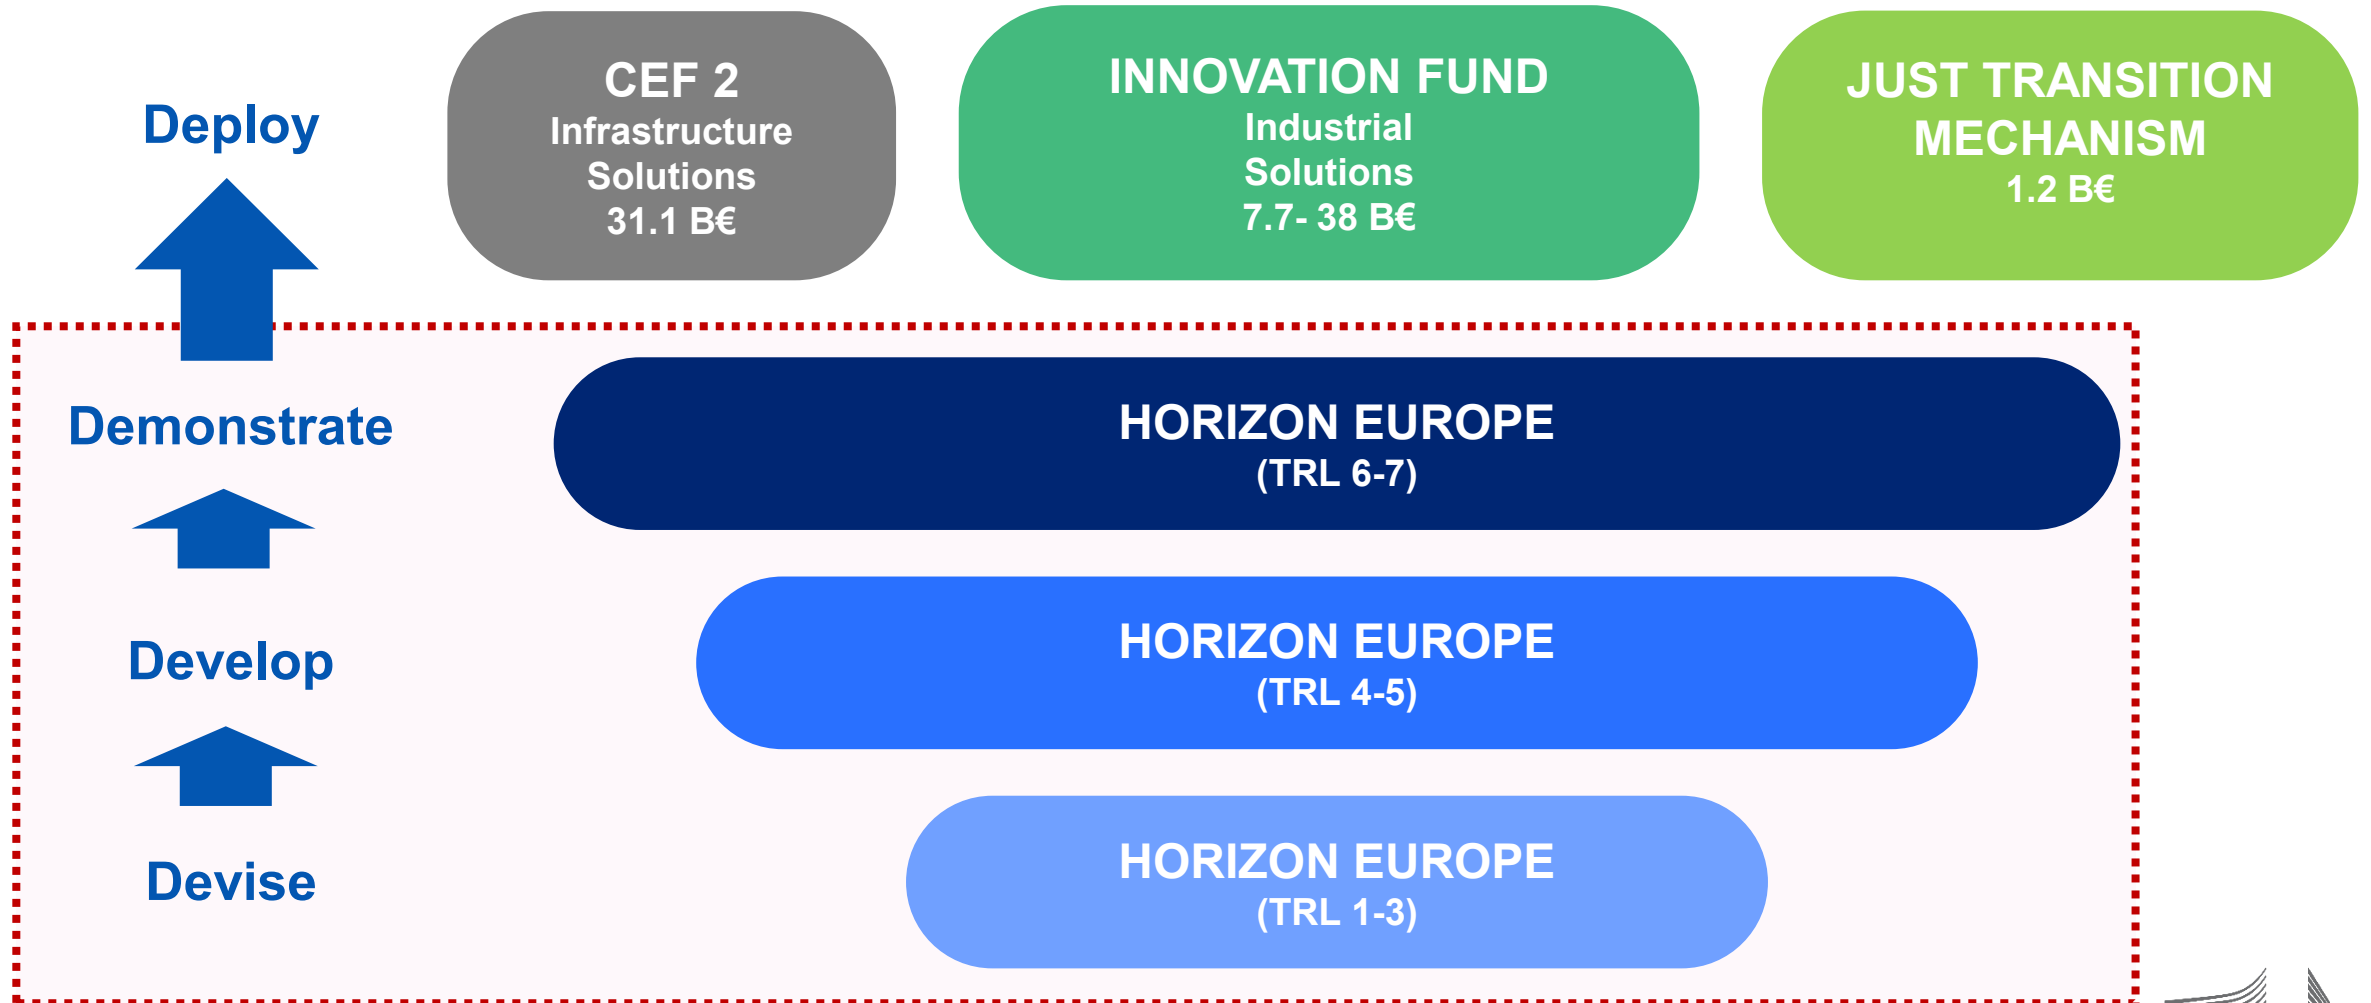 Deploy
CEF 2
Infrastructure
Solutions
31.1 B€
INNOVATION FUND
Industrial
Solutions
7.7- 38 B€
JUST TRANSITION
MECHANISM
1.2 B€
Demonstrate
HORIZON EUROPE
(TRL 6-7)
Develop
HORIZON EUROPE
(TRL 4-5)
Devise
HORIZON EUROPE
(TRL 1-3)